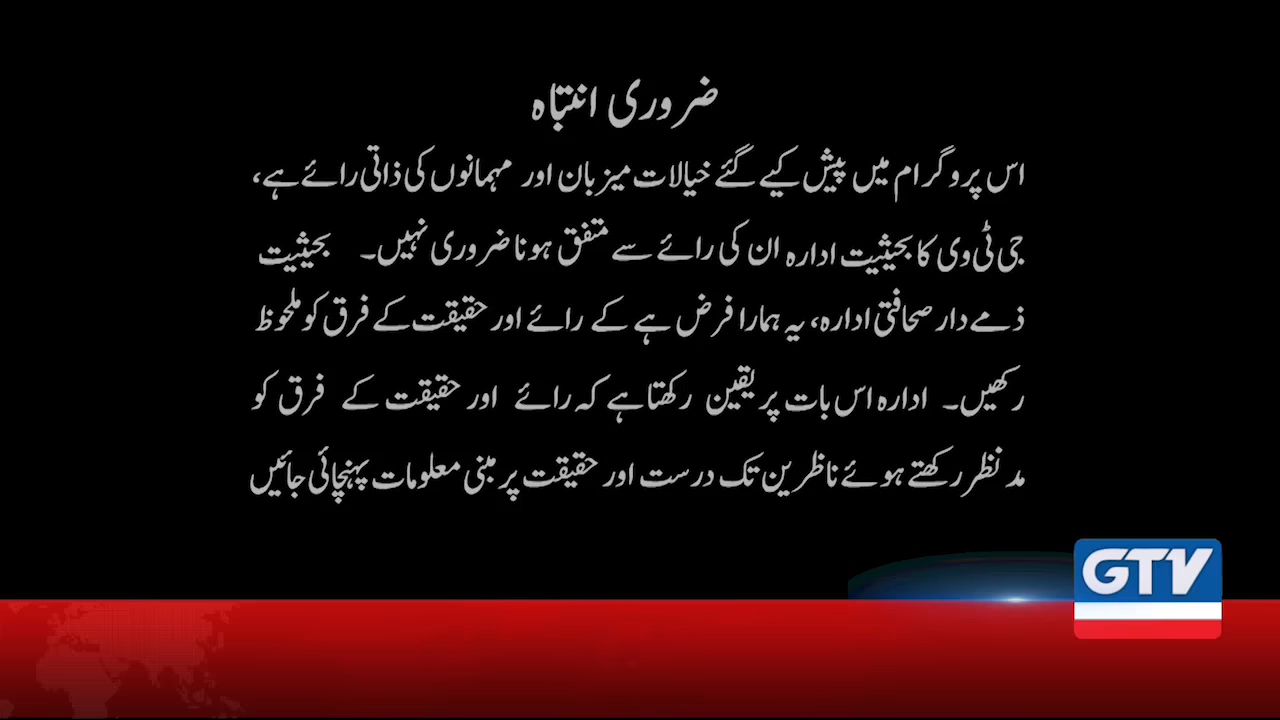 ضروری انتباہ
اس پروگرام میں پیش کیے گئے خیالات میزبان اور مہمانوں کی ذاتی رائے ہے،
جی ٹی وی کا بحیثیت ادارہ ان کی رائے سے متفق ہونا ضروری نہیں۔ بحیثیت
ذمے دار صحافتی ادارہ، یہ ہمارا فرض ہے کے رائے اور حقیقت کے فرق کو ملحوظ
رکھیں۔ ادارہ اس بات پر یقین رکھتا ہے کہ رائے اور حقیقت کے فرق کو
مد نظر رکھتے ہوئے ناظرین تک درست اور حقیقت پر مبنی معلومات پہنچائی جائیں
GTV